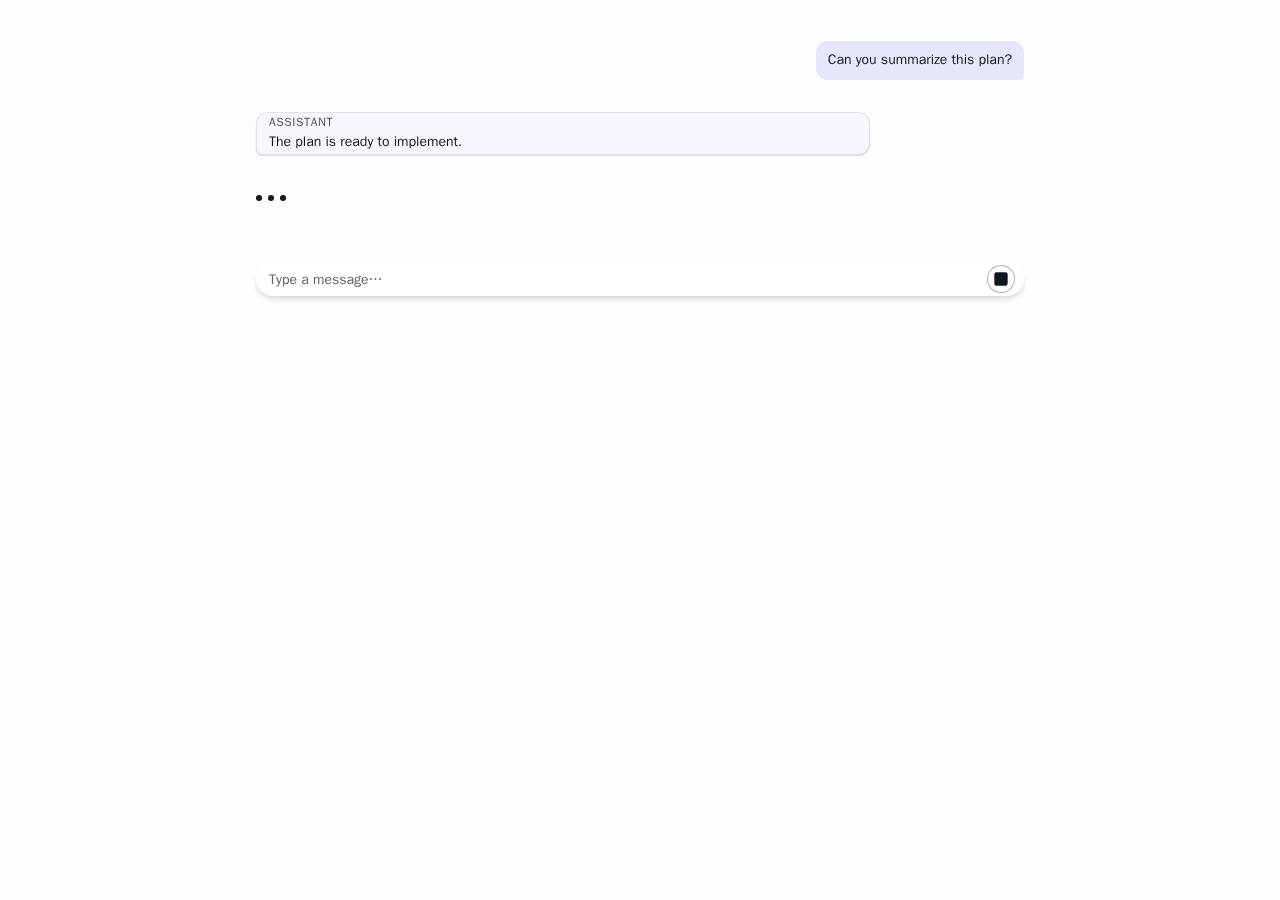 Can you summarize this plan?
ASSISTANT
The plan is ready to implement.
Type a message…